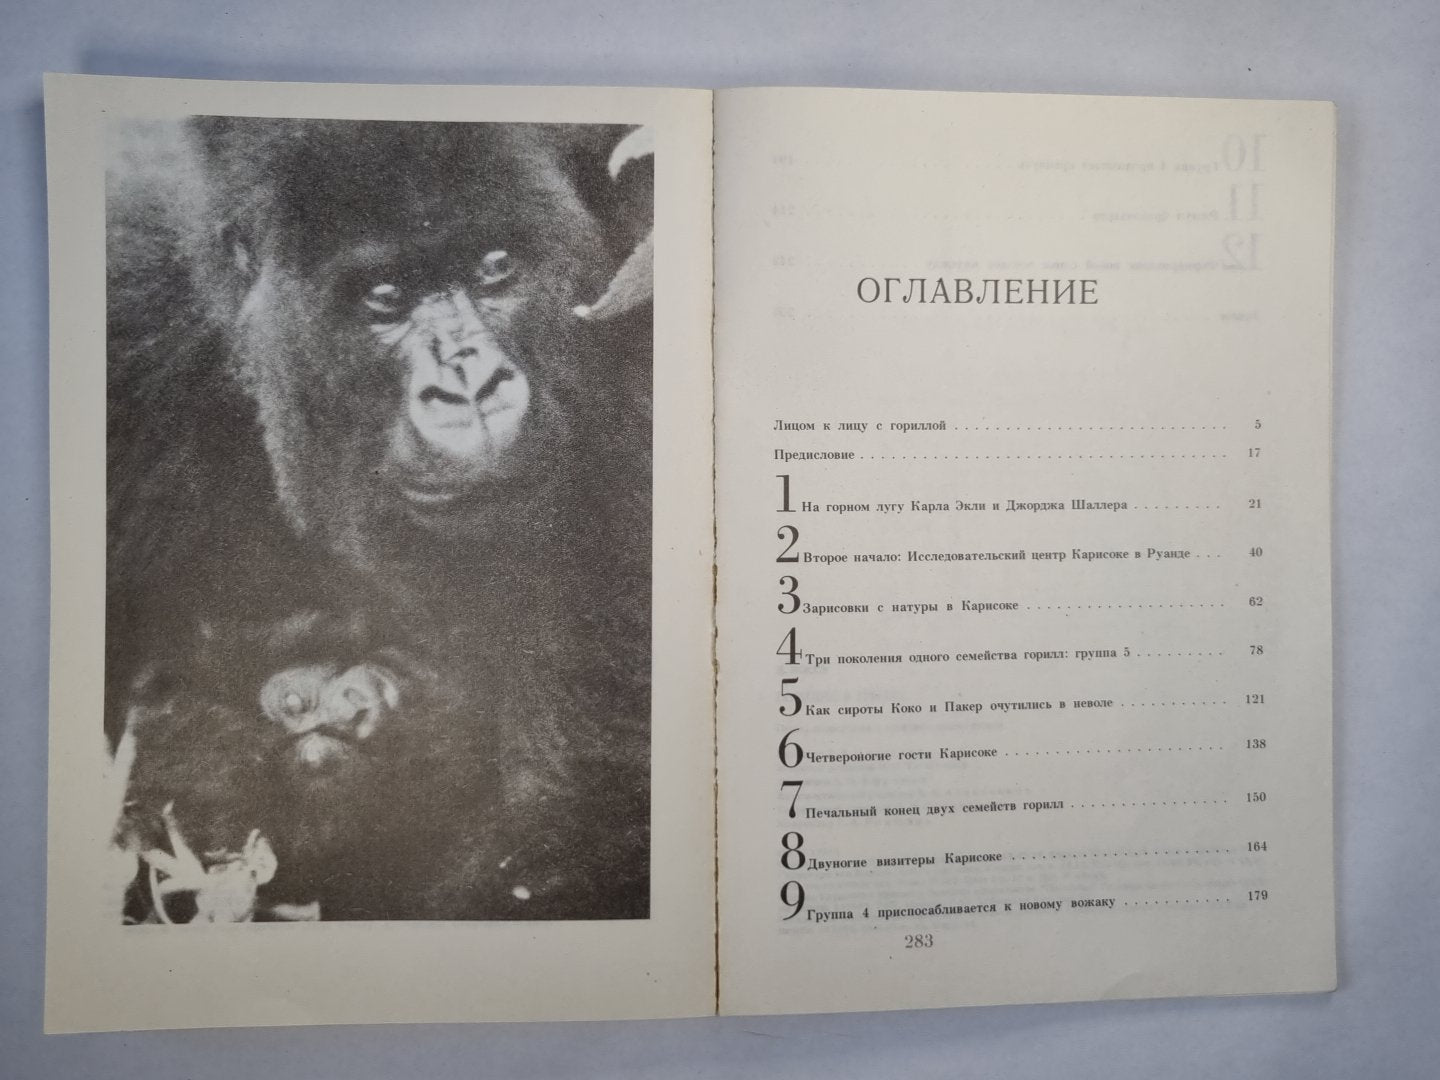 ОГЛАВЛЕНИЕ
Лицом к лицу с гориллой . . . . . . . . . . . . . . . . . . . . . . . . . . . 5
Предисловие . . . . . . . . . . . . . . . . . . . . . . . . . . . . . . . . . . . . 17
1 На горном лугу Карла Экли и Джорджа Шаллера . . . . . . . . . 21
2 Второе начало: Исследовательский центр Карисоке в Руанде . . . 40
3 Зарисовки с натуры в Карисоке . . . . . . . . . . . . . . . . . . . . 62
4 Три поколения одного семейства горилл: группа 5 . . . . . . . . . 78
5 Как сироты Коко и Пакер очутились в неволе . . . . . . . . . . . 121
6 Четвероногие гости Карисоке . . . . . . . . . . . . . . . . . . . . . . 138
7 Печальный конец двух семейств горилл . . . . . . . . . . . . . . . . 150
8 Двуногие визитеры Карисоке . . . . . . . . . . . . . . . . . . . . . . 164
9 Группа 4 приспосабливается к новому вожаку . . . . . . . . . . . 179
283